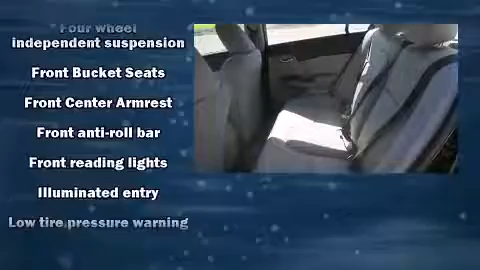 Four wheel
independent suspension
Front Bucket Seats
Front Center Armrest
Front anti-roll bar
Front reading lights
Illuminated entry
Low tire pressure warning